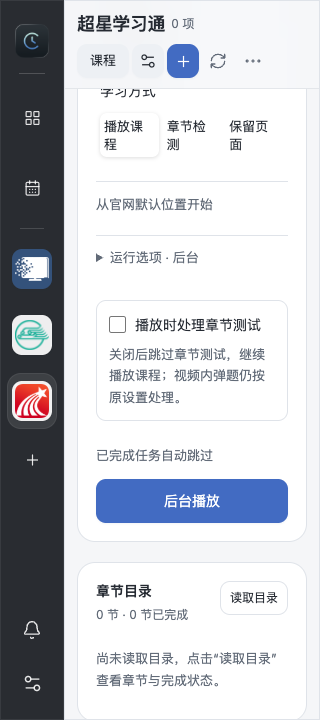 超星学习通 0 项
课程
学习方式
播放课程
章节检测
保留页面
从官网默认位置开始
▶ 运行选项 · 后台
播放时处理章节测试
关闭后跳过章节测试，继续
播放课程；视频内弹题仍按
原设置处理。
已完成任务自动跳过
后台播放
章节目录
读取目录
0 节 · 0 节已完成
尚未读取目录，点击“读取目录”
查看章节与完成状态。